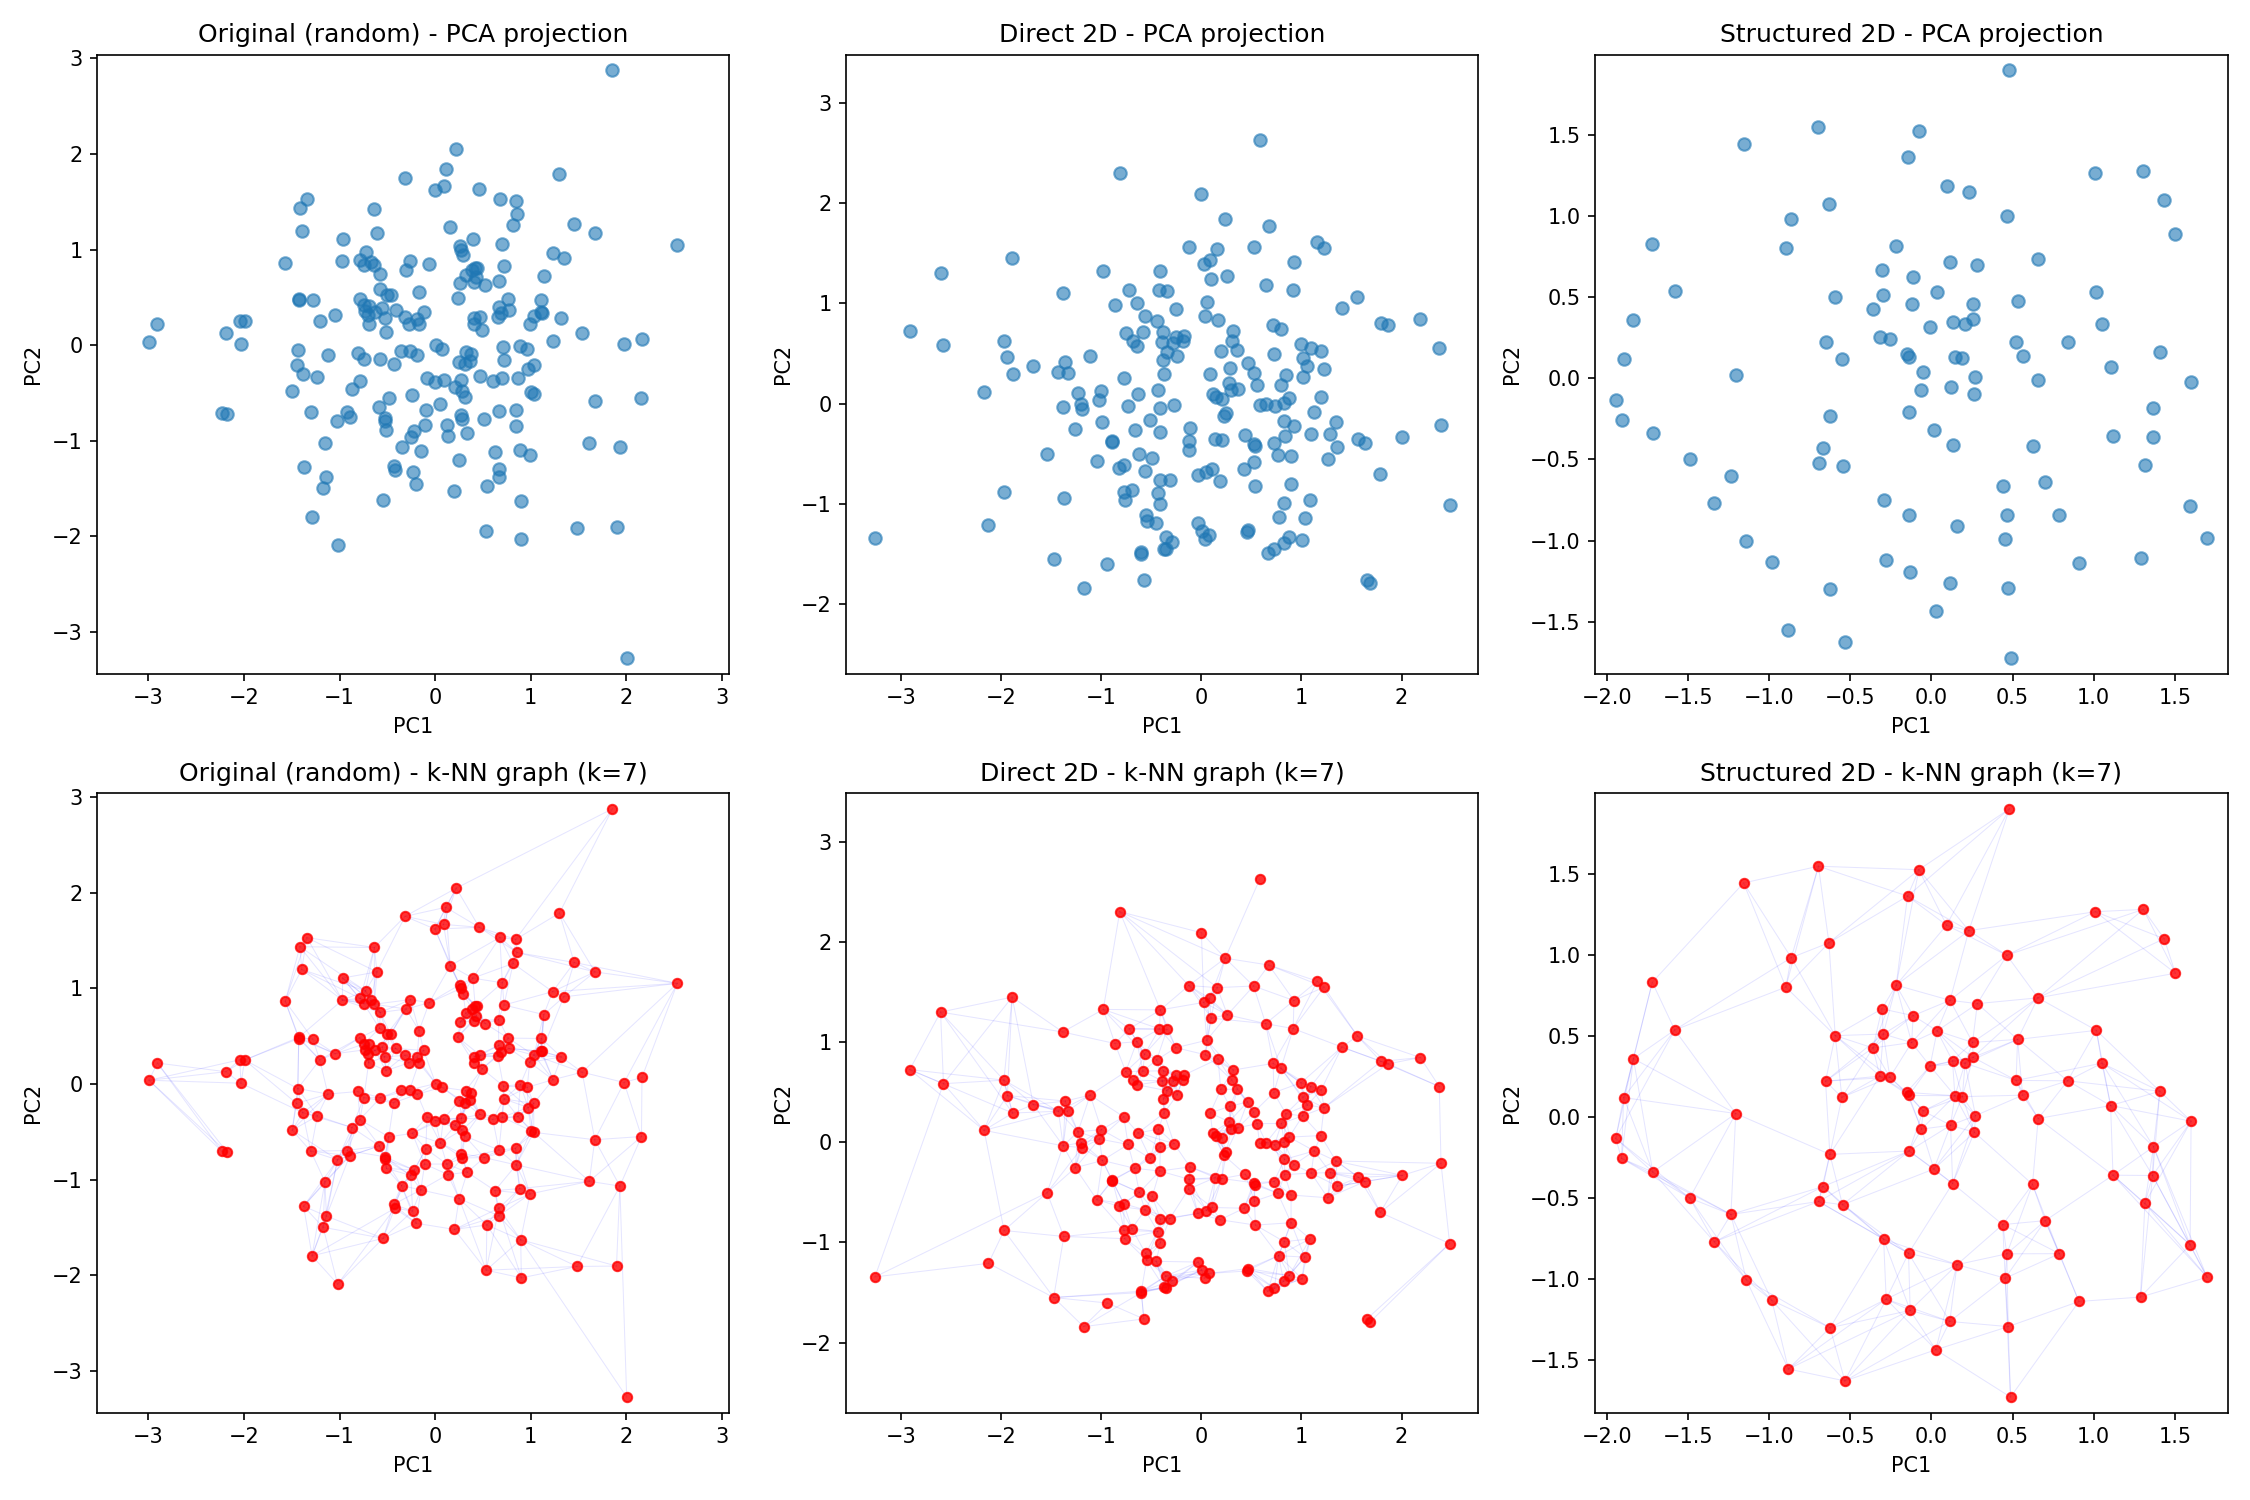 Original (random) - PCA projection
3
2
1
0
−1
−2
−3
PC2
−3 −2 −1 0 1 2 3
PC1
Direct 2D - PCA projection
3
2
1
0
−1
−2
PC2
−3 −2 −1 0 1 2
PC1
Structured 2D - PCA projection
1.5
1.0
0.5
0.0
−0.5
−1.0
−1.5
PC2
−2.0 −1.5 −1.0 −0.5 0.0 0.5 1.0 1.5
PC1
Original (random) - k-NN graph (k=7)
3
2
1
0
−1
−2
−3
PC2
−3 −2 −1 0 1 2 3
PC1
Direct 2D - k-NN graph (k=7)
3
2
1
0
−1
−2
PC2
−3 −2 −1 0 1 2
PC1
Structured 2D - k-NN graph (k=7)
1.5
1.0
0.5
0.0
−0.5
−1.0
−1.5
PC2
−2.0 −1.5 −1.0 −0.5 0.0 0.5 1.0 1.5
PC1